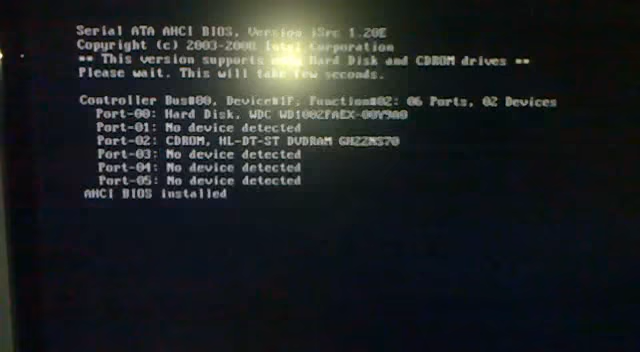 Serial ATA AHCI BIOS, Version iSrc 1.20E
Copyright (c) 2003-2008 Intel Corporation
** This version supports Hard Disk and CDROM drives **
Please wait. This will take few seconds.
Controller Bus#00, Device#1F, Function#02: 06 Ports, 02 Devices
Port-00: Hard Disk, WDC WD1002FAEX-00Y9A0
Port-01: No device detected
Port-02: CDROM, HL-DT-ST DVDRAM GH22NS70
Port-03: No device detected
Port-04: No device detected
Port-05: No device detected
AHCI BIOS installed